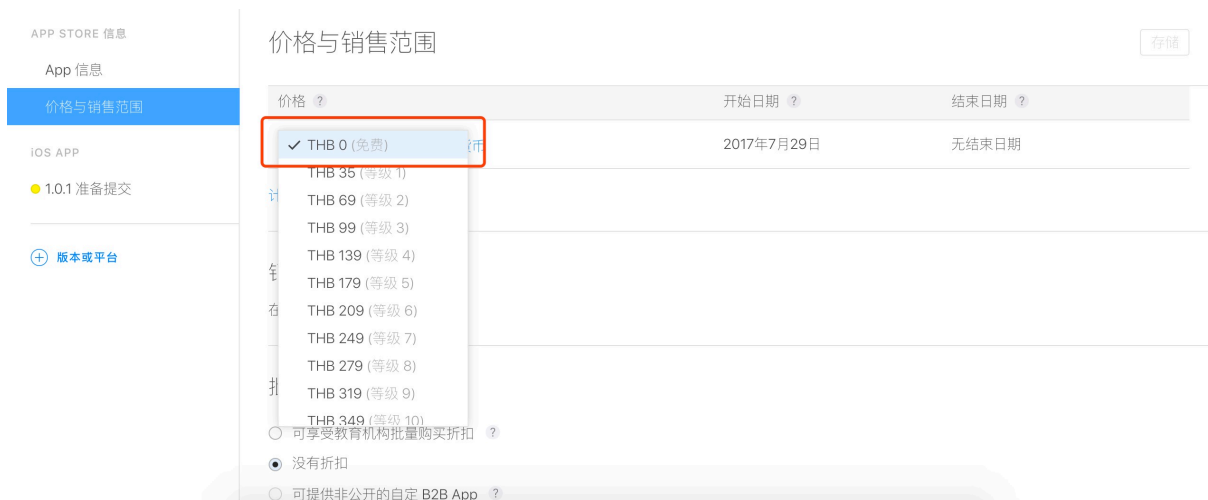 APP STORE 信息
App 信息
价格与销售范围
iOS APP
1.0.1 准备提交
版本或平台
价格与销售范围
存储
价格 ?
开始日期 ?
结束日期 ?
THB 0 (免费)
货币
2017年7月29日
无结束日期
THB 35 (等级 1)
计
THB 69 (等级 2)
THB 99 (等级 3)
THB 139 (等级 4)
THB 179 (等级 5)
在
THB 209 (等级 6)
THB 249 (等级 7)
THB 279 (等级 8)
THB 319 (等级 9)
THB 349 (等级 10)
可享受教育机构批量购买折扣 ?
没有折扣
可提供非公开的自定 B2B App ?